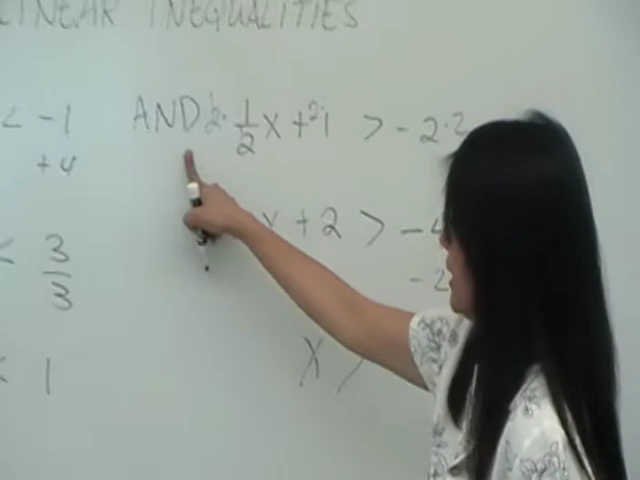 LINEAR INEQUALITIES
< -1 AND 2· 1/2 x + 2·1 > -2·2
+4
x + 2 > -4
3/3
-2
< 1
x >